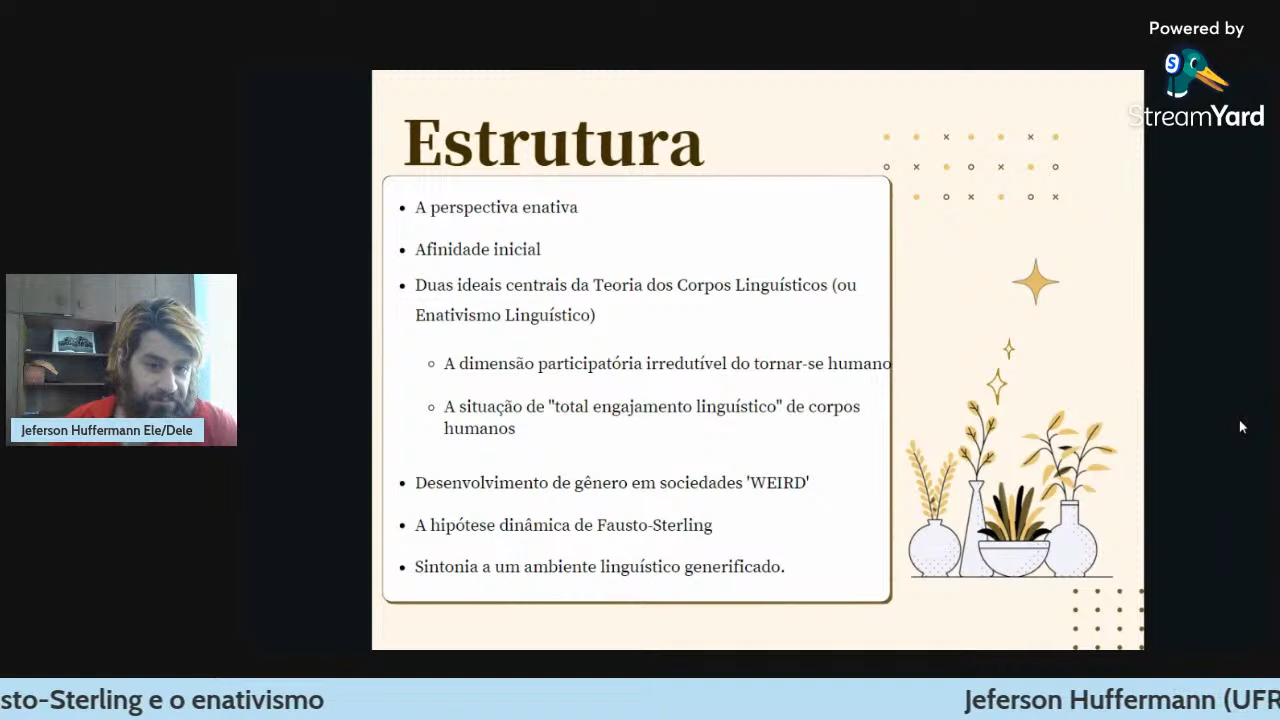 Powered by
StreamYard
Estrutura
A perspectiva enativa
Afinidade inicial
Duas ideais centrais da Teoria dos Corpos Linguísticos (ou
Enativismo Linguístico)
A dimensão participatória irredutível do tornar-se humano
A situação de "total engajamento linguístico" de corpos
humanos
Desenvolvimento de gênero em sociedades 'WEIRD'
A hipótese dinâmica de Fausto-Sterling
Sintonia a um ambiente linguístico generificado.
Jeferson Huffermann Ele/Dele
sto-Sterling e o enativismo
Jeferson Huffermann (UFR